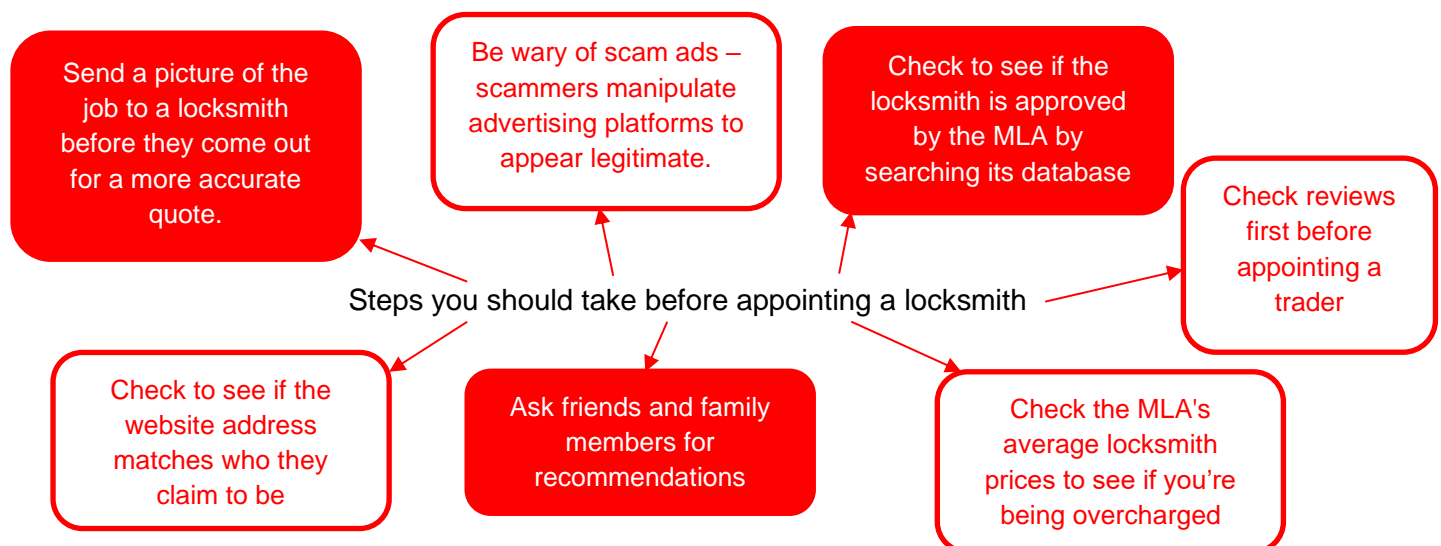 Send a picture of the
job to a locksmith
before they come out
for a more accurate
quote.
Be wary of scam ads –
scammers manipulate
advertising platforms to
appear legitimate.
Check to see if the
locksmith is approved
by the MLA by
searching its database
Check reviews
first before
appointing a
trader
Steps you should take before appointing a locksmith
Check to see if the
website address
matches who they
claim to be
Ask friends and family
members for
recommendations
Check the MLA's
average locksmith
prices to see if you’re
being overcharged